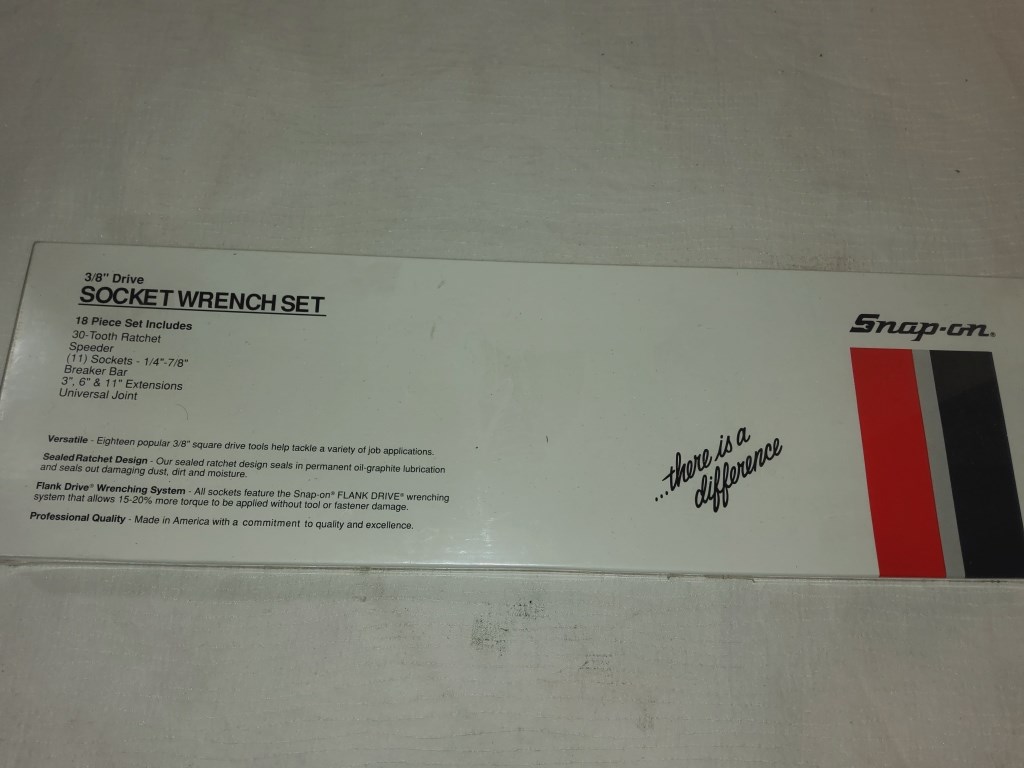 3/8" Drive
SOCKET WRENCH SET
18 Piece Set Includes
30-Tooth Ratchet
Speeder
(11) Sockets - 1/4"-7/8"
Breaker Bar
3", 6" & 11" Extensions
Universal Joint
Versatile - Eighteen popular 3/8" square drive tools help tackle a variety of job applications.
Sealed Ratchet Design - Our sealed ratchet design seals in permanent oil-graphite lubrication
and seals out damaging dust, dirt and moisture.
Flank Drive® Wrenching System - All sockets feature the Snap-on® FLANK DRIVE® wrenching
system that allows 15-20% more torque to be applied without tool or fastener damage.
Professional Quality - Made in America with a commitment to quality and excellence.
...there is a
difference
Snap-on®